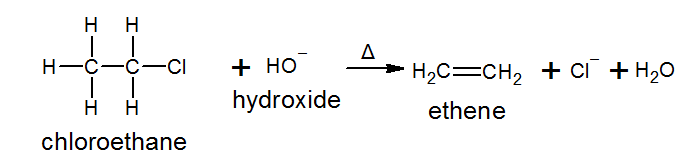 H H
H C C Cl + HO⁻ Δ H₂C CH₂ + Cl⁻ + H₂O
H H
hydroxide
ethene
chloroethane